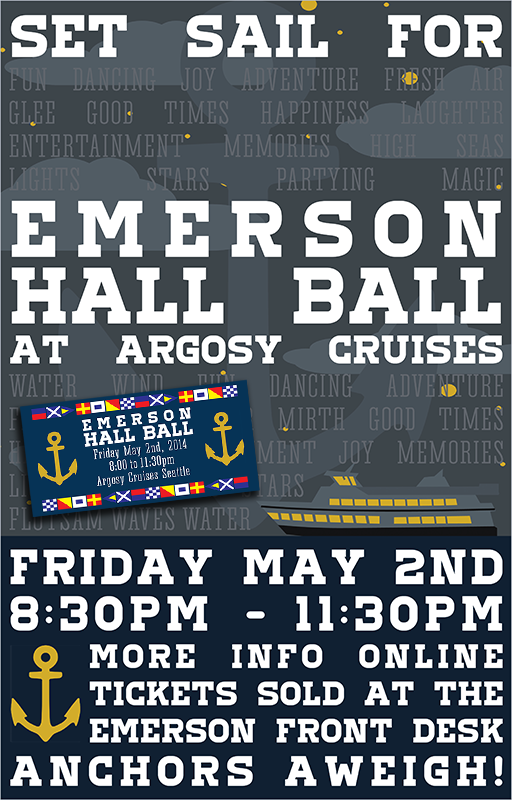 SET SAIL FOR
FUN DANCING JOY ADVENTURE FRESH AIR
GLEE GOOD TIMES HAPPINESS LAUGHTER
ENTERTAINMENT MEMORIES HIGH SEAS
LIGHTS STARS PARTYING MAGIC
EMERSON
HALL BALL
AT ARGOSY CRUISES
WATER WIND FUN DANCING ADVENTURE
MIRTH GOOD TIMES
JOY MEMORIES
STARS
FLOTSAM WAVES WATER
EMERSON
HALL BALL
Friday May 2nd, 2014
8:00 to 11:30pm
Argosy Cruises Seattle
FRIDAY MAY 2ND
8:30PM - 11:30PM
MORE INFO ONLINE
TICKETS SOLD AT THE
EMERSON FRONT DESK
ANCHORS AWEIGH!